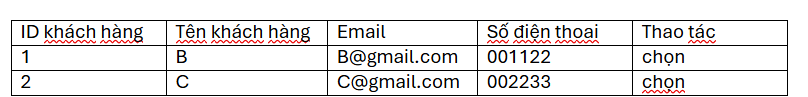 ID khách hàng Tên khách hàng Email Số điện thoai Thao tác
1 B B@gmail.com 001122 chọn
2 C C@gmail.com 002233 chọn